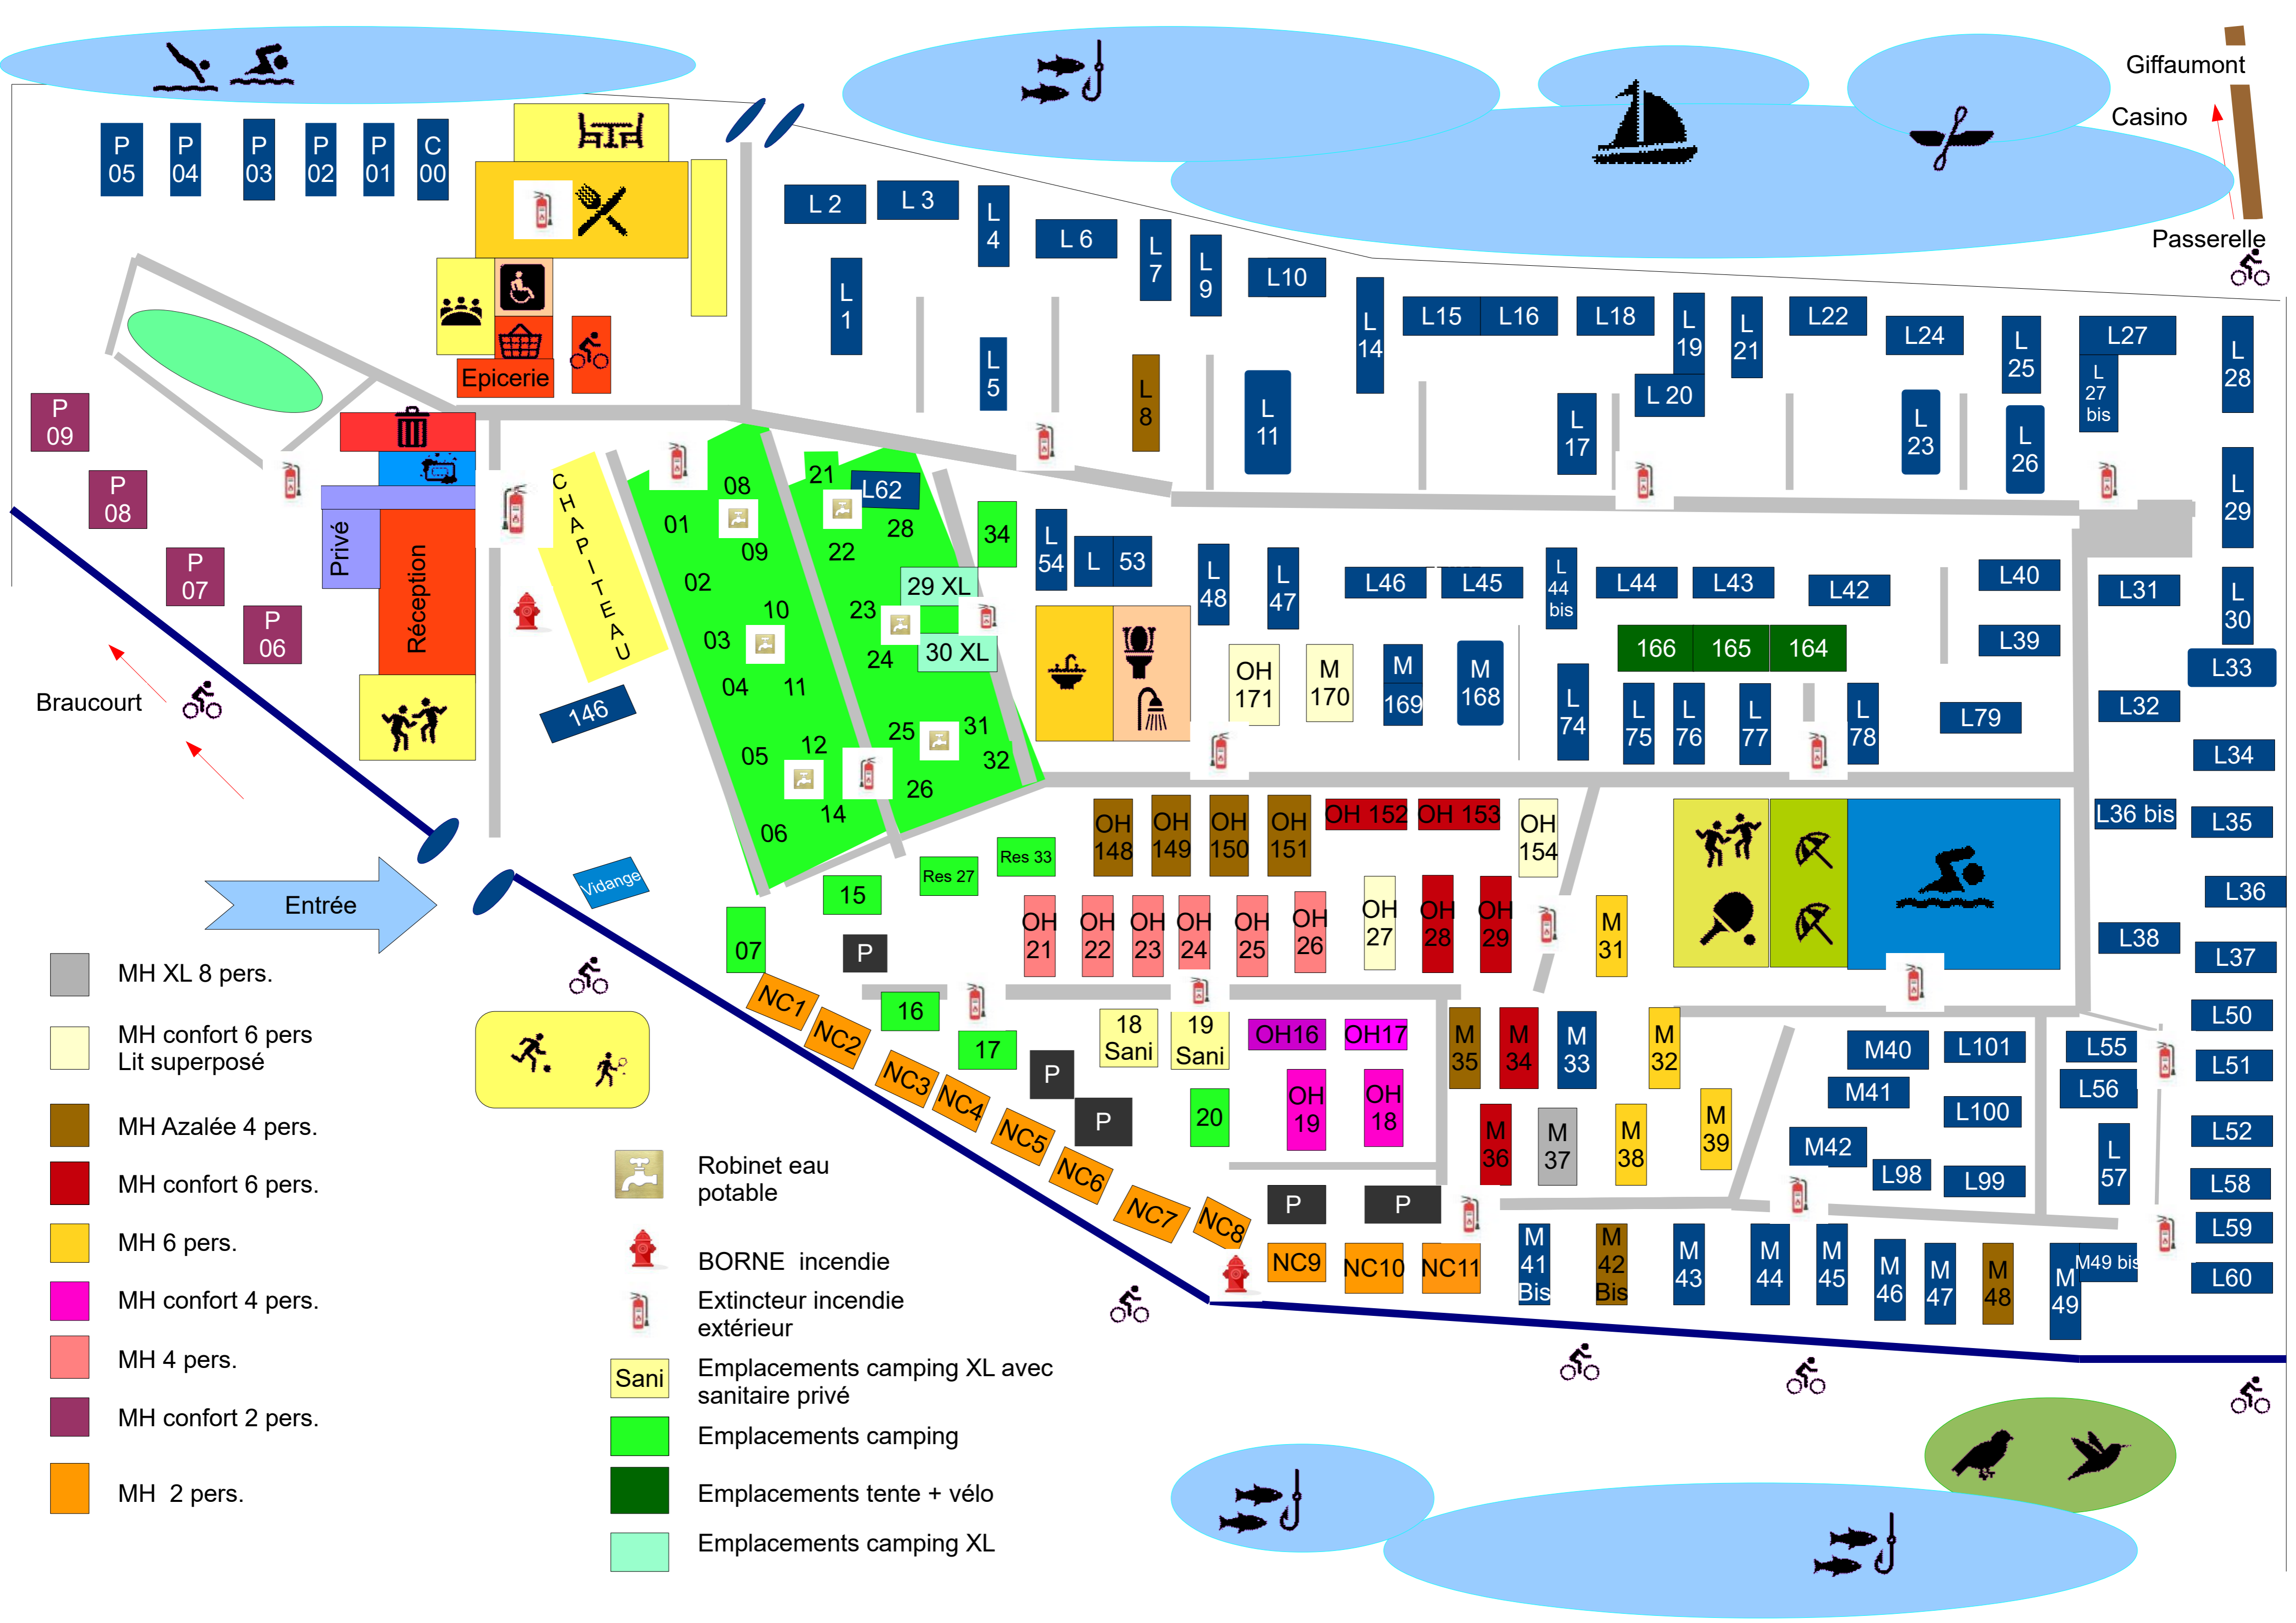 Giffaumont
Casino
Passerelle
P 05
P 04
P 03
P 02
P 01
C 00
L 2
L 3
L 4
L 6
L 7
L 9
L10
L 1
L 5
L 8
L 11
L 14
L15
L16
L18
L 19
L 21
L22
L24
L 25
L27
L 27 bis
L 28
L 20
L 17
L 23
L 26
L 29
Epicerie
P 09
P 08
P 07
P 06
Privé
Réception
Braucourt
CHAPITEAU
146
01
08
09
02
10
03
04
11
05
12
06
14
21
L62
28
22
34
29 XL
23
30 XL
24
25
31
32
26
L 54
L
53
L 48
L 47
L46
L45
L 44 bis
L44
L43
L42
L40
L39
L31
L 30
L33
L32
L34
166
165
164
OH 171
M 170
M 169
M 168
L 74
L 75
L 76
L 77
L 78
L79
OH 148
OH 149
OH 150
OH 151
OH 152
OH 153
OH 154
L36 bis
L35
L36
L38
L37
L50
L51
L52
L58
L59
L60
Res 33
Res 27
15
07
P
16
17
OH 21
OH 22
OH 23
OH 24
OH 25
OH 26
OH 27
OH 28
OH 29
M 31
18 Sani
19 Sani
OH16
OH17
OH 19
OH 18
20
P
P
P
P
M 35
M 34
M 33
M 32
M 36
M 37
M 38
M 39
M40
L101
M41
L100
M42
L98
L99
L55
L56
L 57
NC1
NC2
NC3
NC4
NC5
NC6
NC7
NC8
NC9
NC10
NC11
M 41 Bis
M 42 Bis
M 43
M 44
M 45
M 46
M 47
M 48
M 49
M49 bis
Vidange
Entrée
MH XL 8 pers.
MH confort 6 pers
Lit superposé
MH Azalée 4 pers.
MH confort 6 pers.
MH 6 pers.
MH confort 4 pers.
MH 4 pers.
MH confort 2 pers.
MH 2 pers.
Robinet eau
potable
BORNE incendie
Extincteur incendie
extérieur
Sani
Emplacements camping XL avec
sanitaire privé
Emplacements camping
Emplacements tente + vélo
Emplacements camping XL